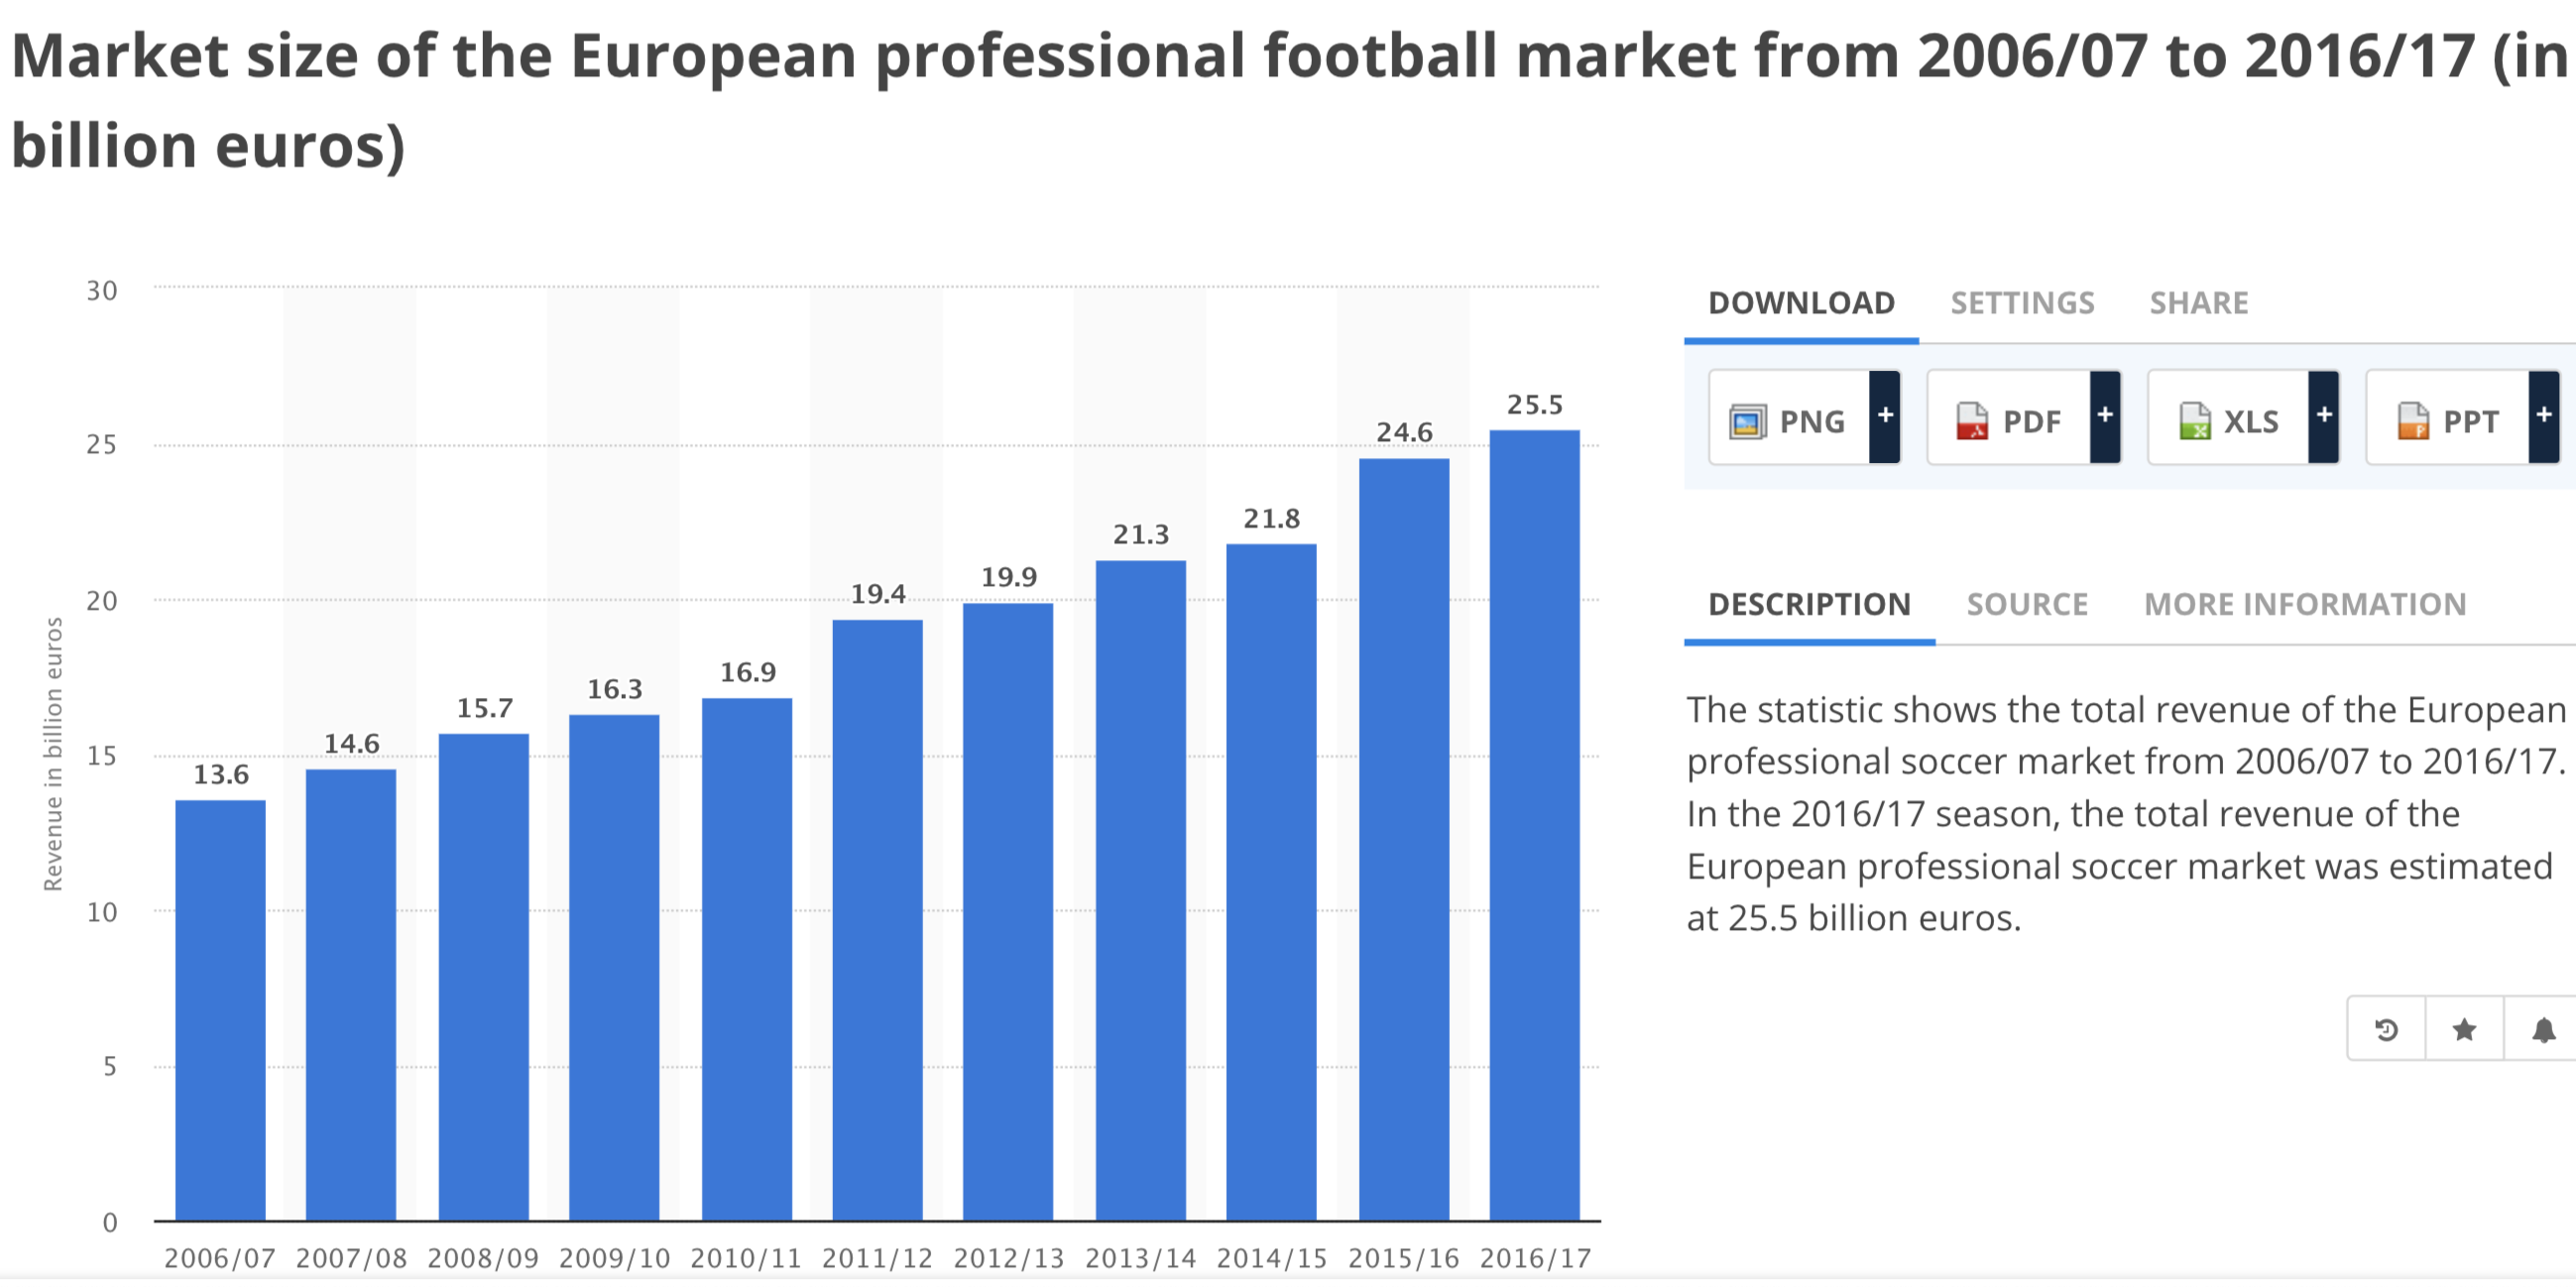 Market size of the European professional football market from 2006/07 to 2016/17 (in
billion euros)
30
25
20
15
10
5
0
Revenue in billion euros
13.6
14.6
15.7
16.3
16.9
19.4
19.9
21.3
21.8
24.6
25.5
2006/07 2007/08 2008/09 2009/10 2010/11 2011/12 2012/13 2013/14 2014/15 2015/16 2016/17
DOWNLOAD SETTINGS SHARE
PNG + PDF + XLS + PPT +
DESCRIPTION SOURCE MORE INFORMATION
The statistic shows the total revenue of the European
professional soccer market from 2006/07 to 2016/17.
In the 2016/17 season, the total revenue of the
European professional soccer market was estimated
at 25.5 billion euros.